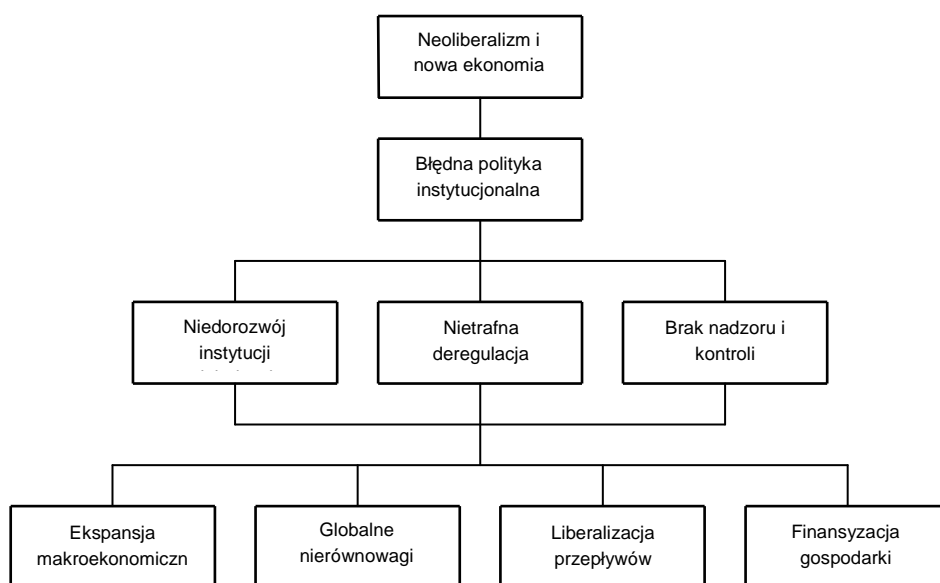 Neoliberalizm i
nowa ekonomia
Błędna polityka
instytucjonalna
Niedorozwój
instytucji
Nietrafna
deregulacja
Brak nadzoru i
kontroli
Ekspansja
makroekonomiczn
Globalne
nierównowagi
Liberalizacja
przepływów
Finansyzacja
gospodarki